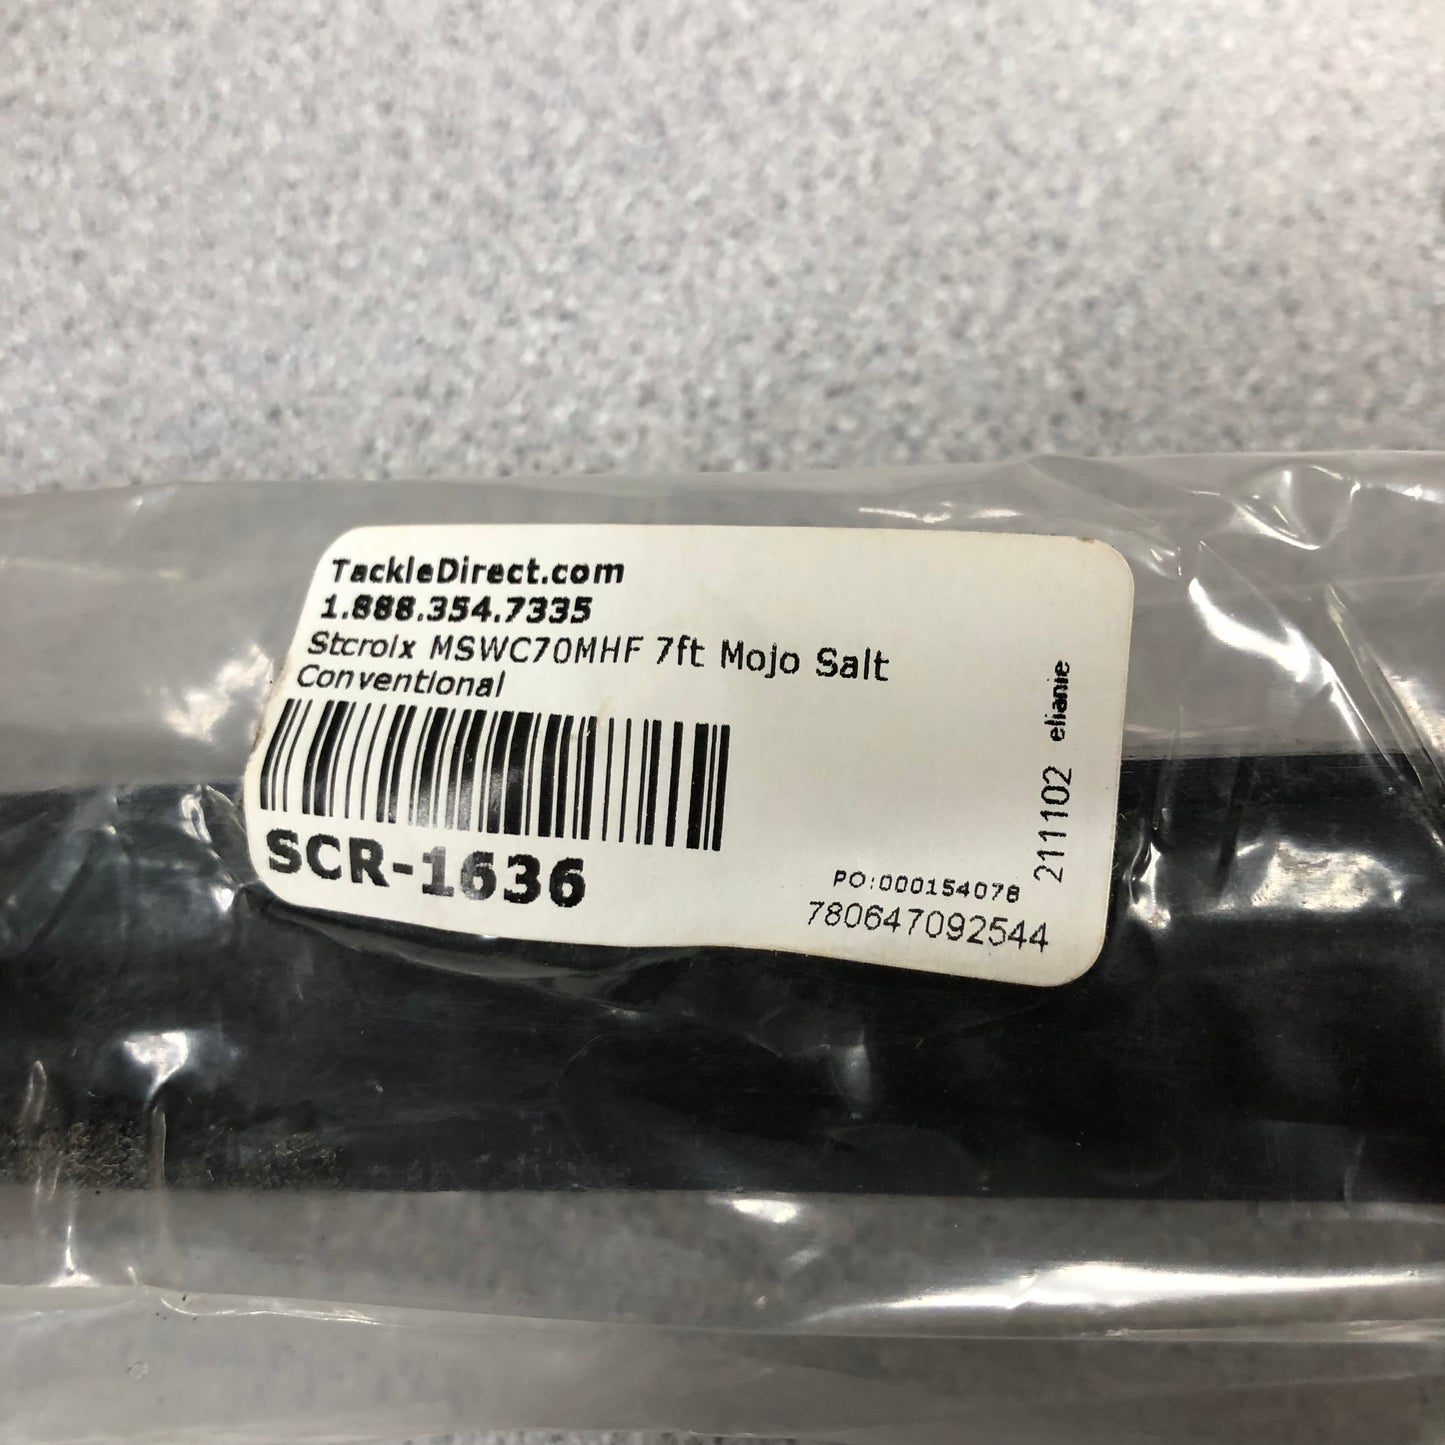 TackleDirect.com
1.888.354.7335
Stcroix MSWC70MHF 7ft Mojo Salt
Conventional
SCR-1636
PO:000154078
780647092544
211102 elianie